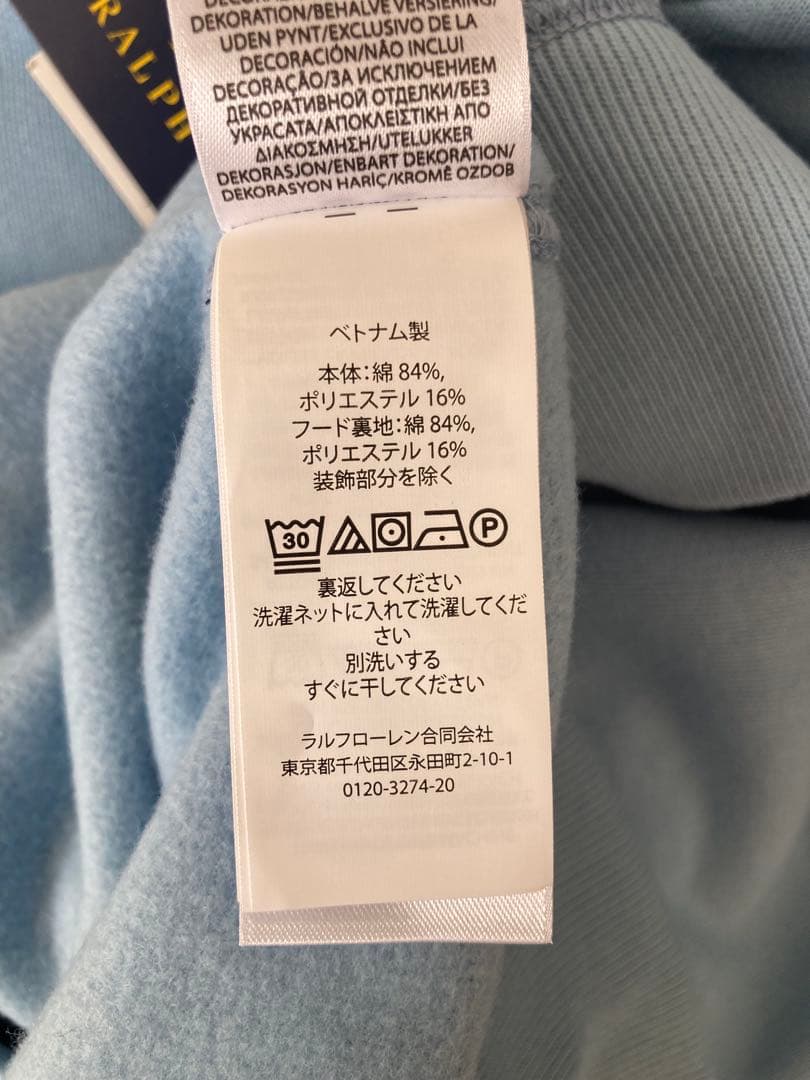 RALPH
DEKORATION/BEHALVE VERSIERING/
UDEN PYNT/EXCLUSIVO DE LA
DECORACIÓN/NÃO INCLUI
DECORAÇÃO/ЗА ИСКЛЮЧЕНИЕМ
ДЕКОРАТИВНОЙ ОТДЕЛКИ/БЕЗ
УКРАСАТА/ΑΠΟΚΛΕΙΣΤΙΚΗ ΑΠΟ
ΔΙΑΚΟΣΜΗΣΗ/UTELUKKER
DEKORASJON/ENBART DEKORATION/
DEKORASYON HARİÇ/KROMĚ OZDOB
ベトナム製
本体：綿 84%,
ポリエステル 16%
フード裏地：綿 84%,
ポリエステル 16%
装飾部分を除く
30 P
裏返してください
洗濯ネットに入れて洗濯してくだ
さい
別洗いする
すぐに干してください
ラルフローレン合同会社
東京都千代田区永田町2-10-1
0120-3274-20